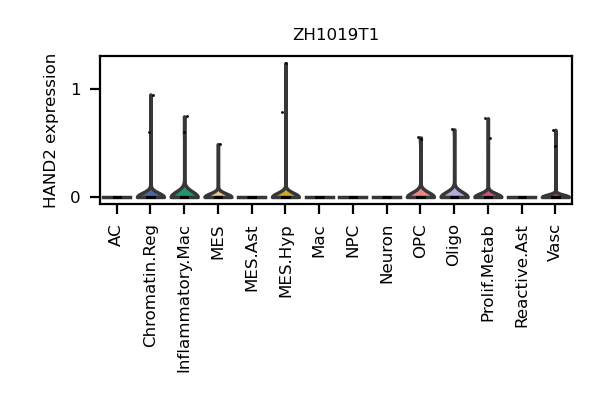 ZH1019T1
HAND2 expression
1
0
AC
Chromatin.Reg
Inflammatory.Mac
MES
MES.Ast
MES.Hyp
Mac
NPC
Neuron
OPC
Oligo
Prolif.Metab
Reactive.Ast
Vasc